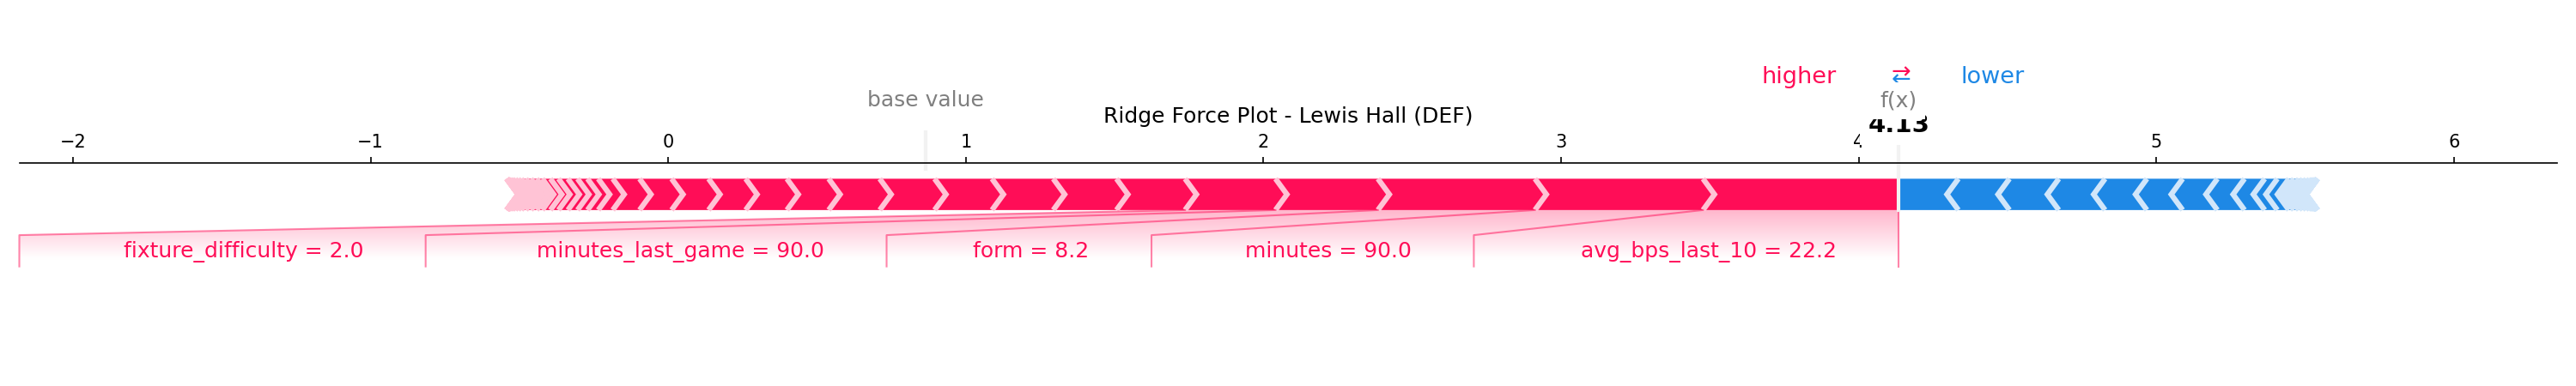 higher ⇄ lower
base value
f(x)
Ridge Force Plot - Lewis Hall (DEF)
4.13
−2 −1 0 1 2 3 4 5 6
fixture_difficulty = 2.0
minutes_last_game = 90.0
form = 8.2
minutes = 90.0
avg_bps_last_10 = 22.2